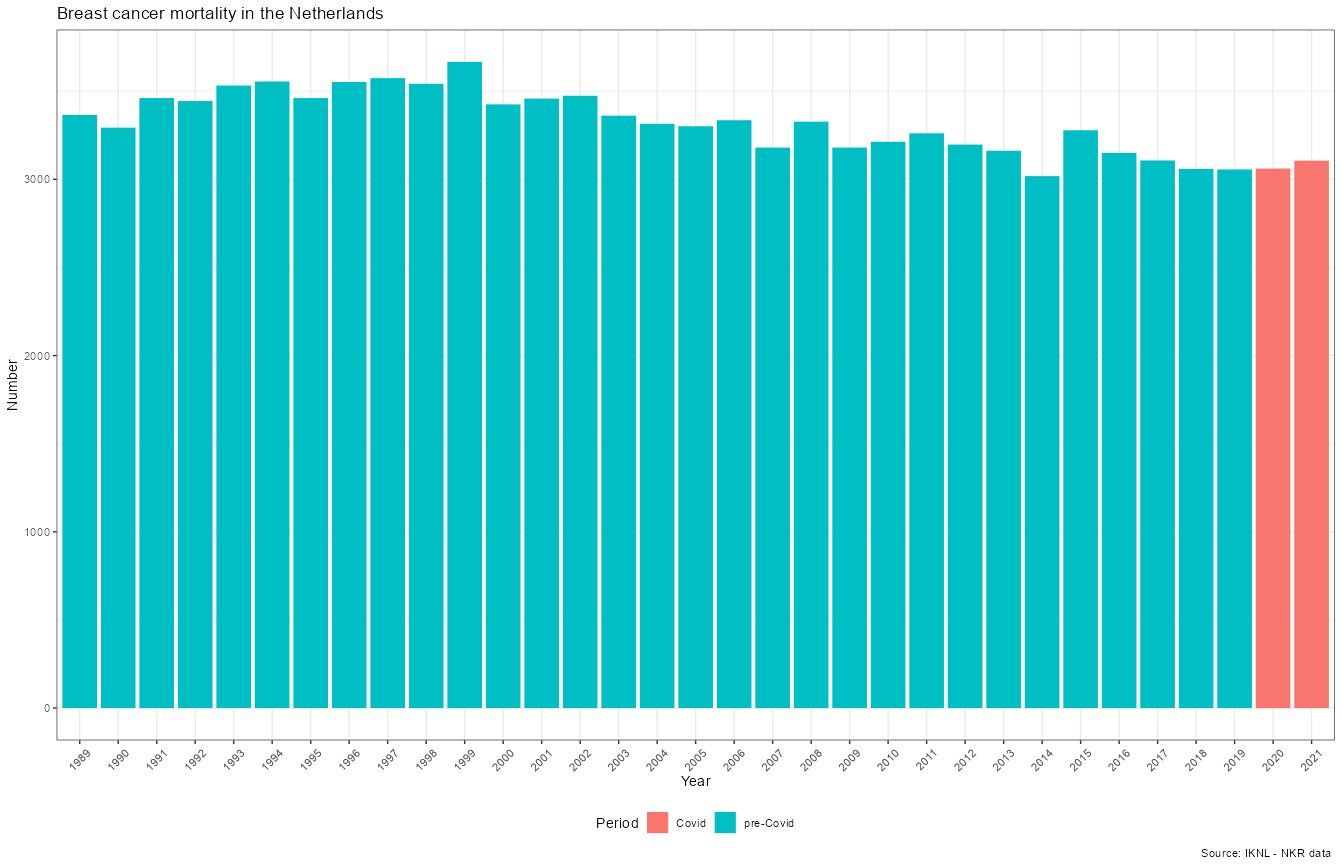 Breast cancer mortality in the Netherlands
Number
3000
2000
1000
0
1989 1990 1991 1992 1993 1994 1995 1996 1997 1998 1999 2000 2001 2002 2003 2004 2005 2006 2007 2008 2009 2010 2011 2012 2013 2014 2015 2016 2017 2018 2019 2020 2021
Year
Period Covid pre-Covid
Source: IKNL - NKR data